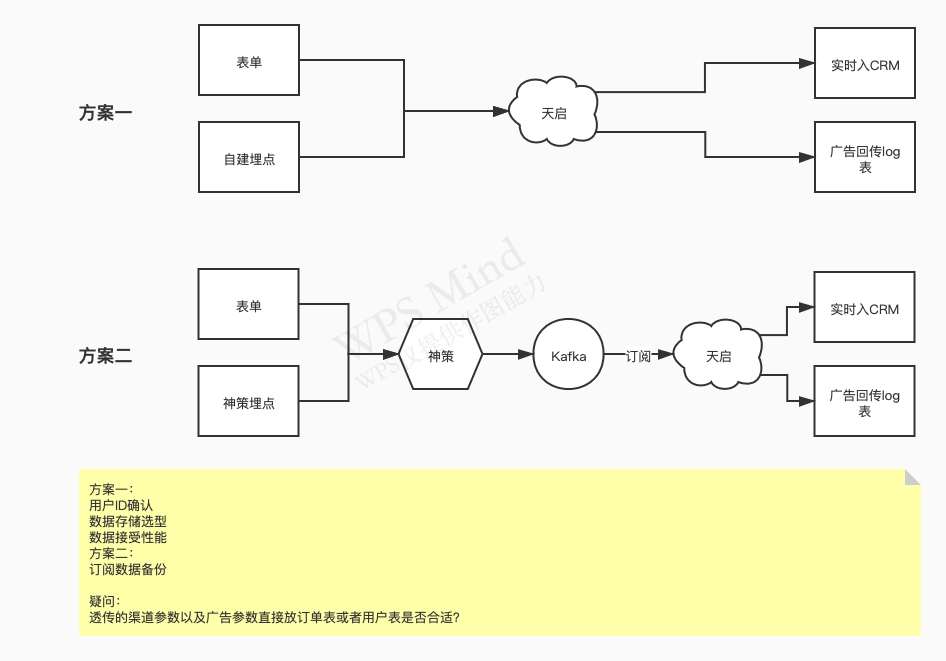 表单
实时入CRM
方案一
天启
自建埋点
广告回传log
表
WPS Mind
WPS仅提供作图能力
表单
实时入CRM
方案二
神策
Kafka
订阅
天启
神策埋点
广告回传log
表
方案一：
用户ID确认
数据存储选型
数据接受性能
方案二：
订阅数据备份
疑问：
透传的渠道参数以及广告参数直接放订单表或者用户表是否合适?